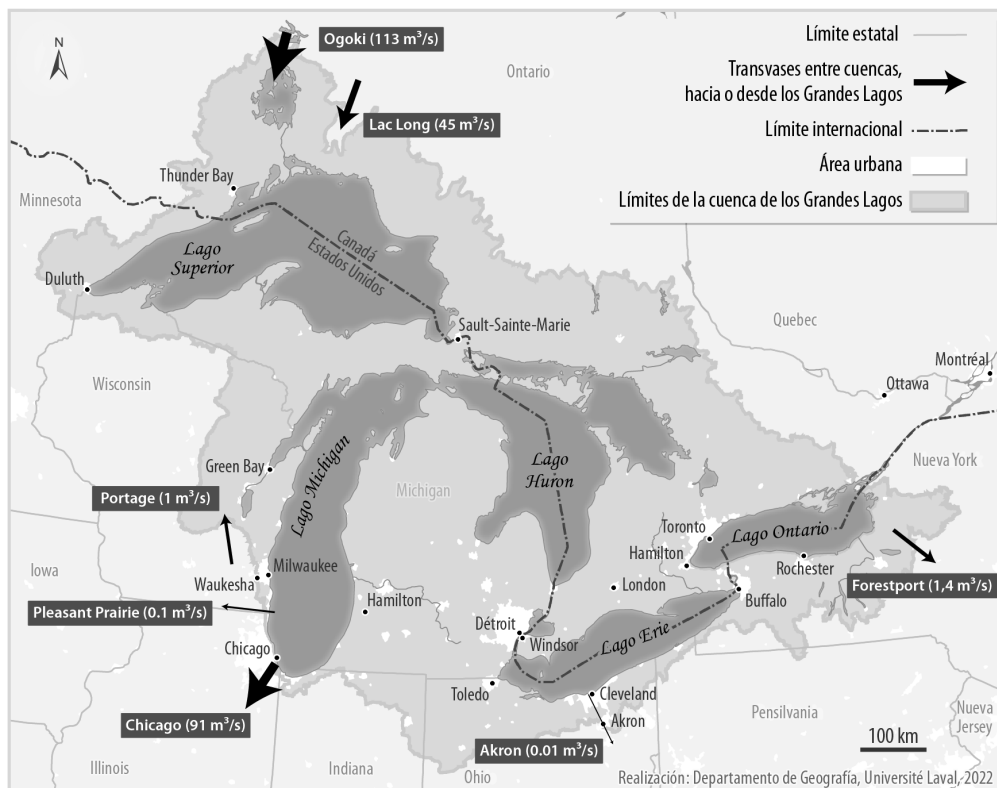 N
Ogoki (113 m³/s)
Ontario
Lac Long (45 m³/s)
Límite estatal
Transvases entre cuencas,
hacia o desde los Grandes Lagos
Límite internacional
Área urbana
Límites de la cuenca de los Grandes Lagos
Thunder Bay
Minnesota
Lago
Superior
Canadá
Estados Unidos
Duluth
Sault-Sainte-Marie
Quebec
Montréal
Ottawa
Wisconsin
Nueva York
Green Bay
Lago Michigan
Michigan
Lago
Huron
Portage (1 m³/s)
Toronto
Lago Ontario
Hamilton
Rochester
Forestport (1,4 m³/s)
Iowa
Waukesha
Milwaukee
Hamilton
London
Buffalo
Pleasant Prairie (0.1 m³/s)
Détroit
Windsor
Lago Erie
Chicago
Toledo
Cleveland
Akron
Chicago (91 m³/s)
Akron (0.01 m³/s)
Pensilvania
Nueva
Jersey
100 km
Illinois
Indiana
Ohio
Realización: Departamento de Geografía, Université Laval, 2022